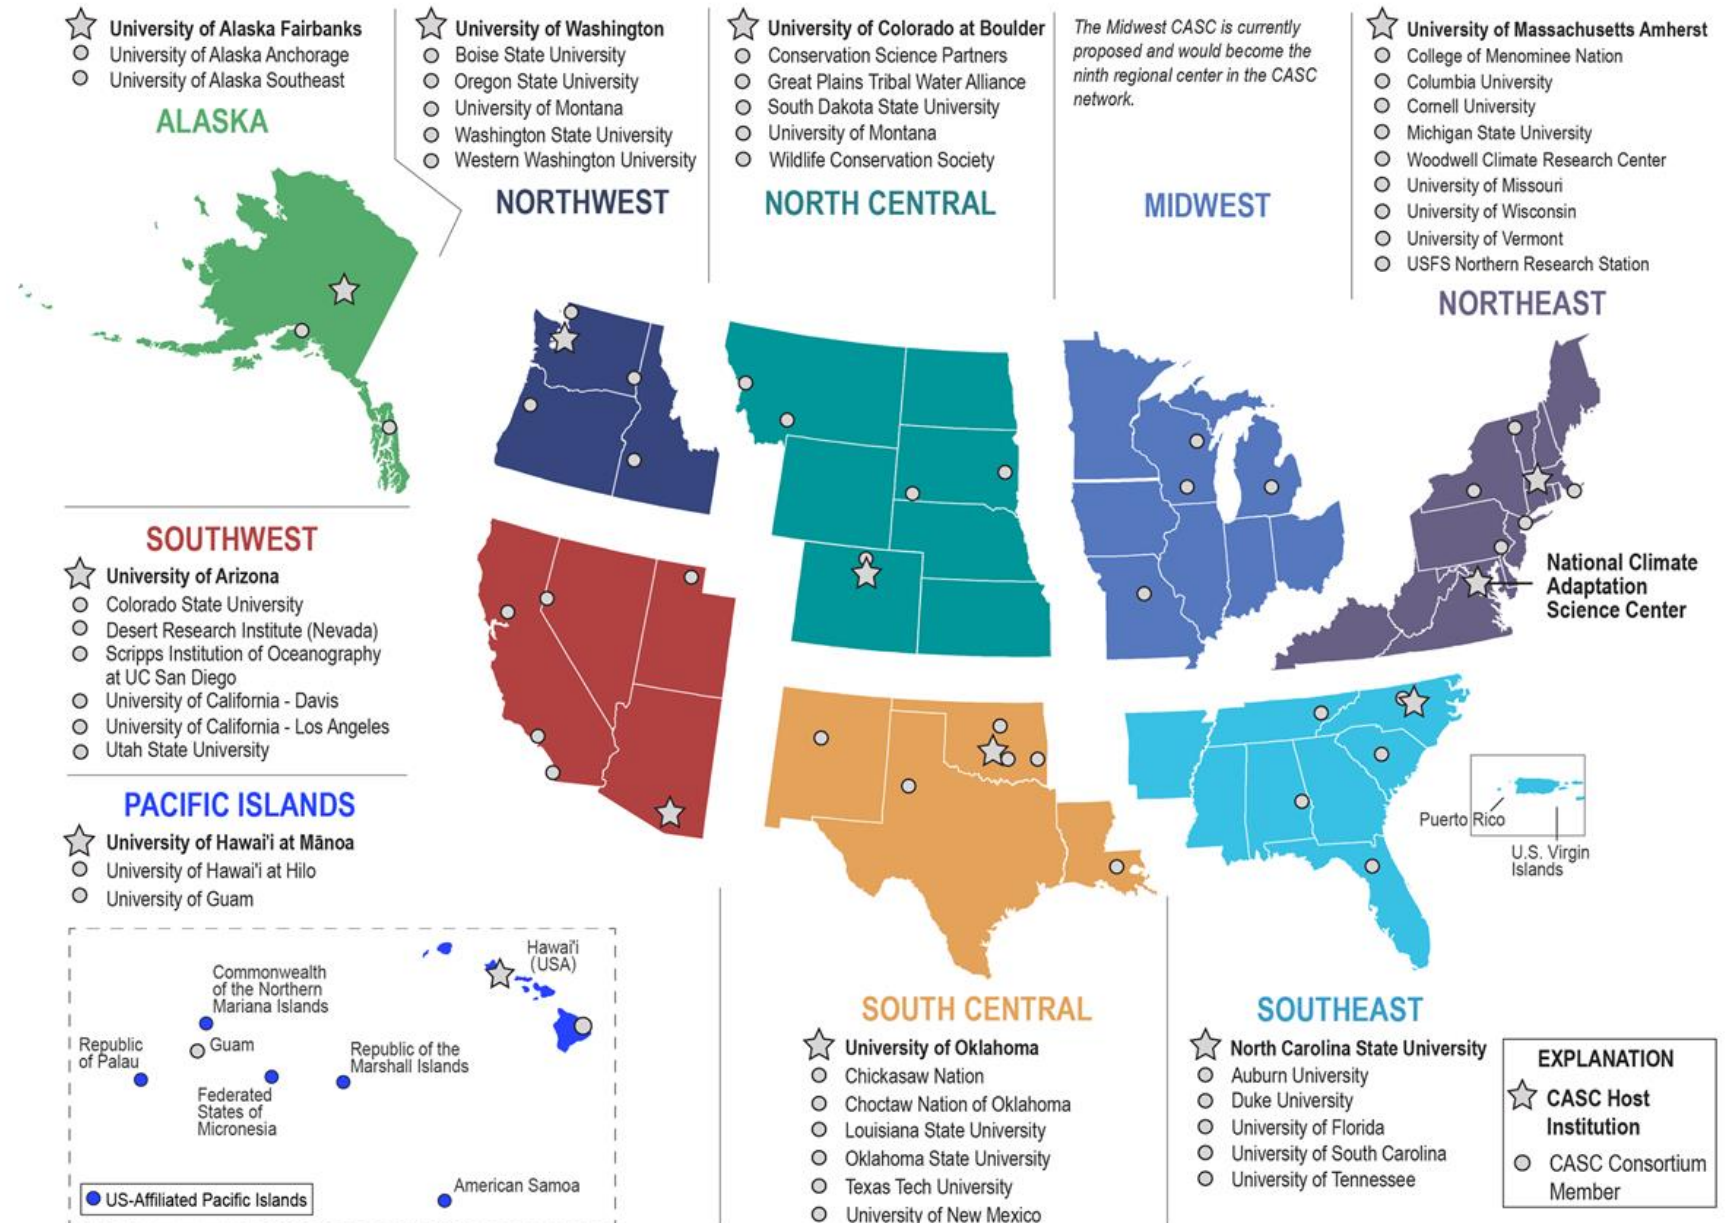 University of Alaska Fairbanks
University of Alaska Anchorage
University of Alaska Southeast
ALASKA
University of Washington
Boise State University
Oregon State University
University of Montana
Washington State University
Western Washington University
NORTHWEST
University of Colorado at Boulder
Conservation Science Partners
Great Plains Tribal Water Alliance
South Dakota State University
University of Montana
Wildlife Conservation Society
NORTH CENTRAL
The Midwest CASC is currently
proposed and would become the
ninth regional center in the CASC
network.
MIDWEST
University of Massachusetts Amherst
College of Menominee Nation
Columbia University
Cornell University
Michigan State University
Woodwell Climate Research Center
University of Missouri
University of Wisconsin
University of Vermont
USFS Northern Research Station
NORTHEAST
National Climate
Adaptation
Science Center
SOUTHWEST
University of Arizona
Colorado State University
Desert Research Institute (Nevada)
Scripps Institution of Oceanography
at UC San Diego
University of California - Davis
University of California - Los Angeles
Utah State University
PACIFIC ISLANDS
University of Hawai'i at Mānoa
University of Hawai'i at Hilo
University of Guam
Hawai'i
(USA)
Commonwealth
of the Northern
Mariana Islands
Guam
Republic
of Palau
Republic of the
Marshall Islands
Federated
States of
Micronesia
American Samoa
US-Affiliated Pacific Islands
Puerto Rico
U.S. Virgin
Islands
SOUTH CENTRAL
University of Oklahoma
Chickasaw Nation
Choctaw Nation of Oklahoma
Louisiana State University
Oklahoma State University
Texas Tech University
University of New Mexico
SOUTHEAST
North Carolina State University
Auburn University
Duke University
University of Florida
University of South Carolina
University of Tennessee
EXPLANATION
CASC Host
Institution
CASC Consortium
Member